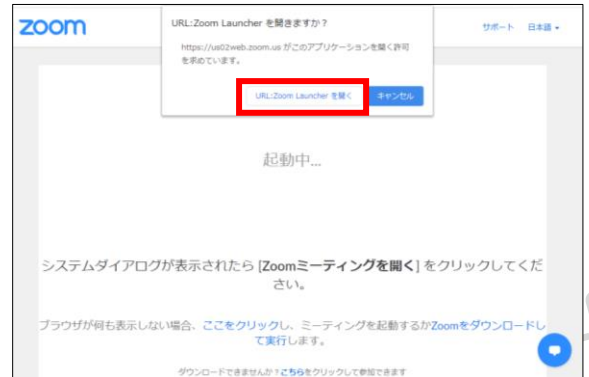 zoom
サポート 日本語
URL:Zoom Launcher を開きますか？
https://us02web.zoom.us がこのアプリケーションを開く許可
を求めています。
URL:Zoom Launcher を開く キャンセル
起動中...
システムダイアログが表示されたら [Zoomミーティングを開く] をクリックしてくだ
さい。
ブラウザが何も表示しない場合、ここをクリックし、ミーティングを起動するかZoomをダウンロードし
て実行します。
ダウンロードできませんか？こちらをクリックして参加できます